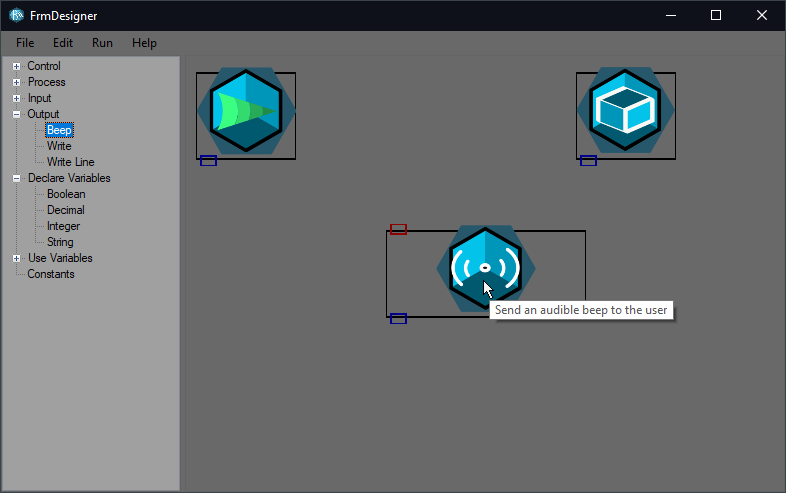 FrmDesigner
File Edit Run Help
Control
Process
Input
Output
Beep
Write
Write Line
Declare Variables
Boolean
Decimal
Integer
String
Use Variables
Constants
Send an audible beep to the user